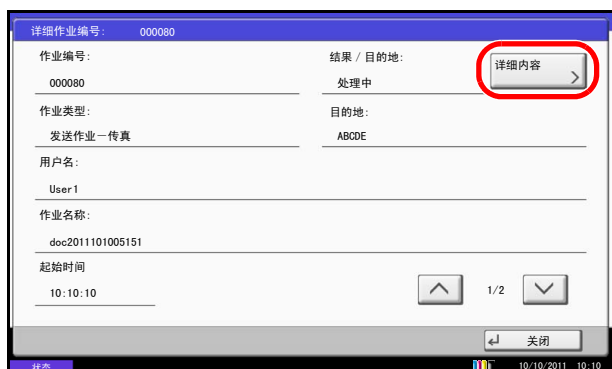 详细作业编号: 000080
作业编号:
000080
结果 / 目的地:
处理中
详细内容
作业类型:
发送作业－传真
目的地:
ABCDE
用户名:
User1
作业名称:
doc2011101005151
起始时间
10:10:10
1/2
关闭
状态
10/10/2011 10:10